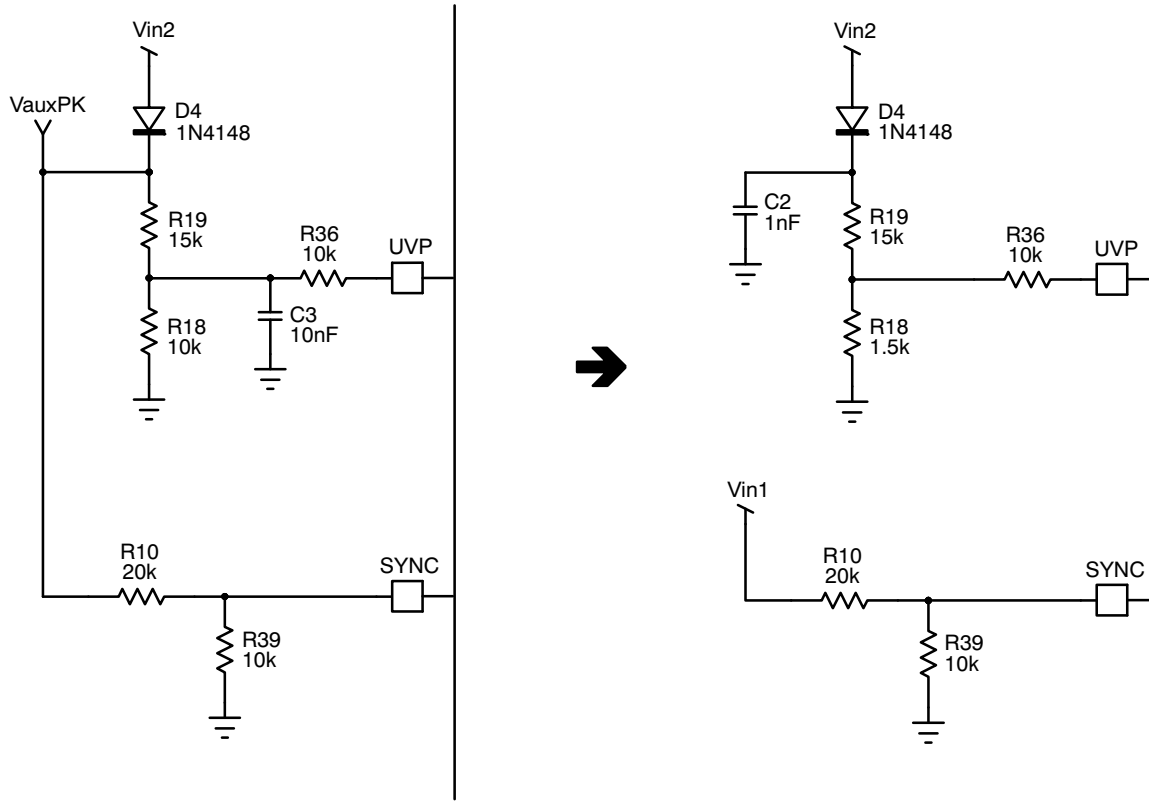 Vin2
VauxPK
D4
1N4148
R19
15k
R36
10k
UVP
R18
10k
C3
10nF
R10
20k
SYNC
R39
10k
Vin2
D4
1N4148
C2
1nF
R19
15k
R36
10k
UVP
R18
1.5k
Vin1
R10
20k
SYNC
R39
10k